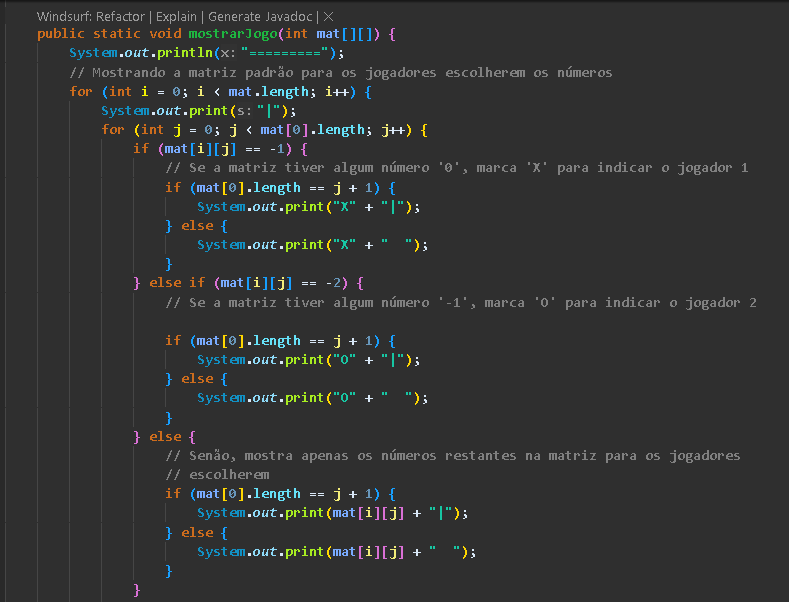 Windsurf: Refactor | Explain | Generate Javadoc | ×
public static void mostrarJogo(int mat[][]) {
System.out.println(x: "=========");
// Mostrando a matriz padrão para os jogadores escolherem os números
for (int i = 0; i < mat.length; i++) {
System.out.print(s: "|");
for (int j = 0; j < mat[0].length; j++) {
if (mat[i][j] == -1) {
// Se a matriz tiver algum número '0', marca 'X' para indicar o jogador 1
if (mat[0].length == j + 1) {
System.out.print("X" + "|");
} else {
System.out.print("X" + "  ");
}
} else if (mat[i][j] == -2) {
// Se a matriz tiver algum número '-1', marca 'O' para indicar o jogador 2
if (mat[0].length == j + 1) {
System.out.print("O" + "|");
} else {
System.out.print("O" + "  ");
}
} else {
// Senão, mostra apenas os números restantes na matriz para os jogadores
// escolherem
if (mat[0].length == j + 1) {
System.out.print(mat[i][j] + "|");
} else {
System.out.print(mat[i][j] + "  ");
}
}